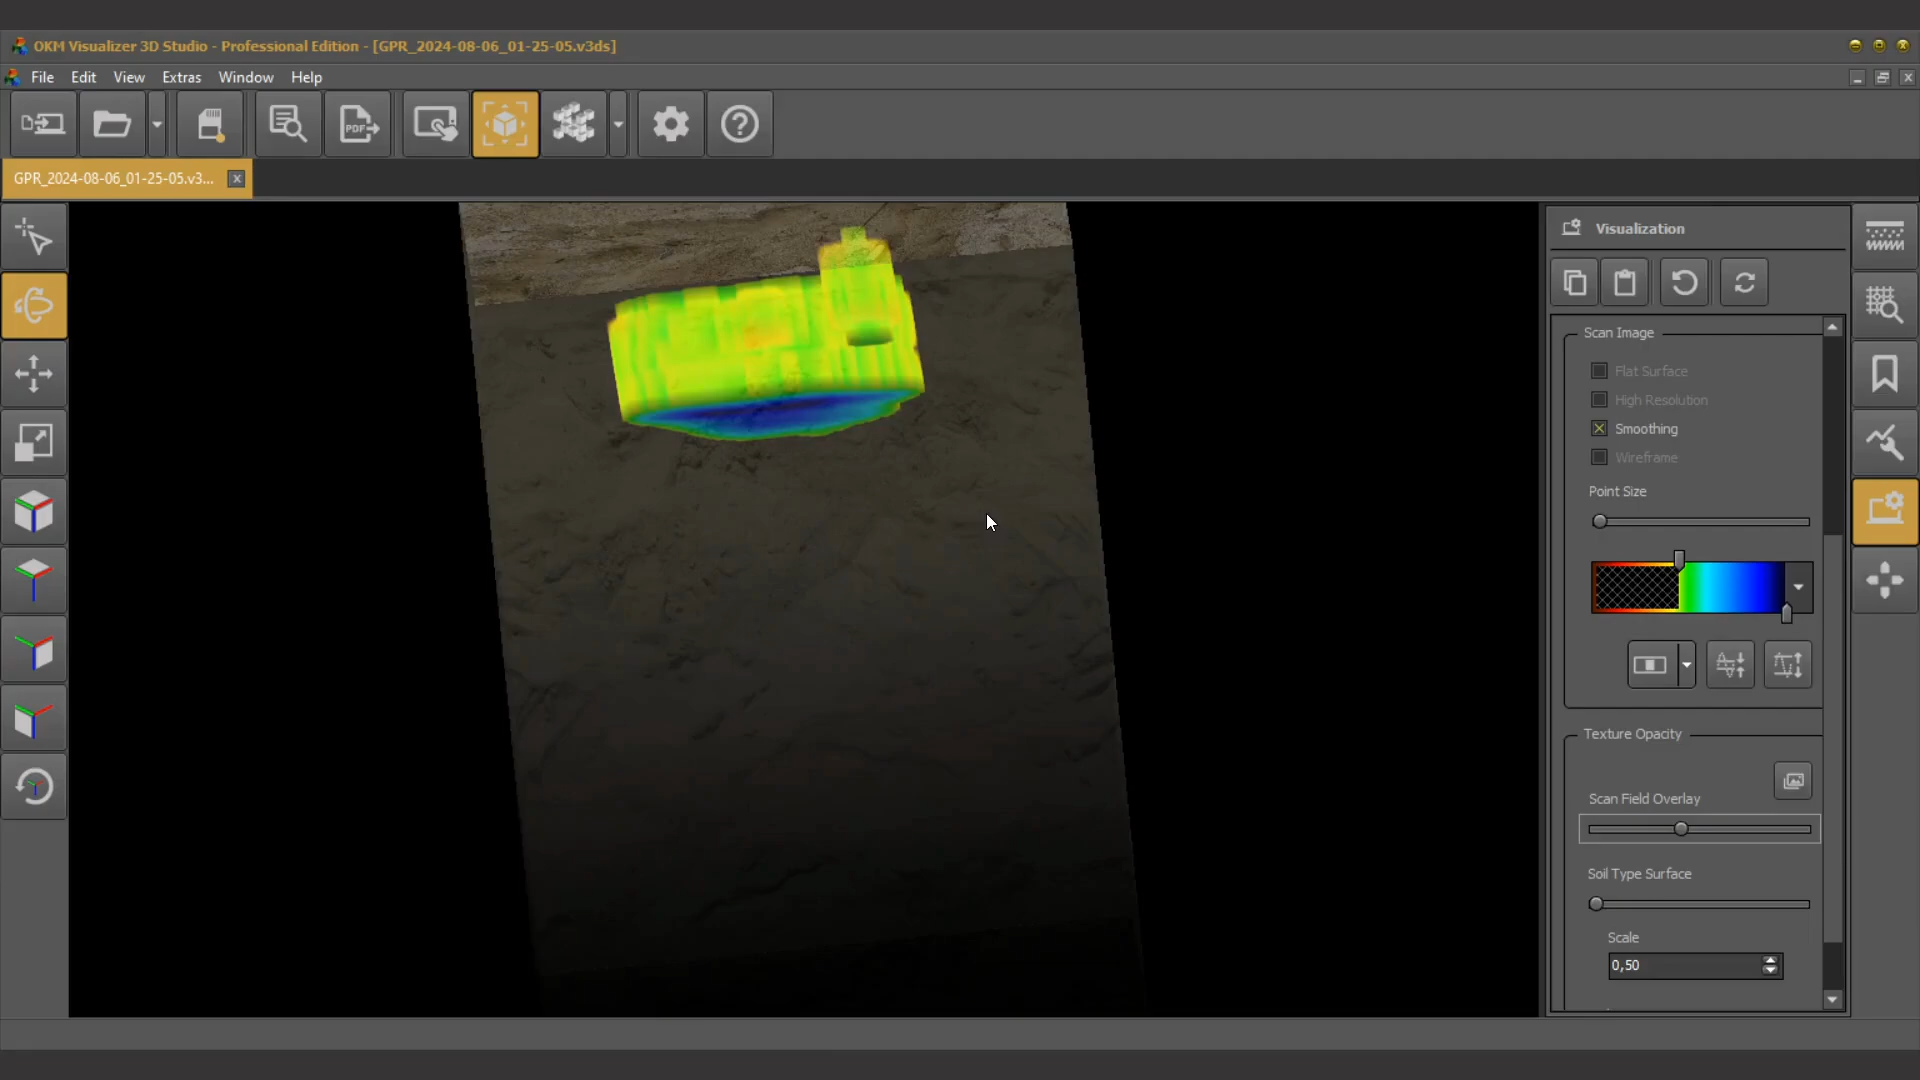 OKM Visualizer 3D Studio - Professional Edition - [GPR_2024-08-06_01-25-05.v3ds]
File Edit View Extras Window Help
PDF
GPR_2024-08-06_01-25-05.v3...
Visualization
Scan Image
Flat Surface
High Resolution
Smoothing
Wireframe
Point Size
Texture Opacity
Scan Field Overlay
Soil Type Surface
Scale
0,50